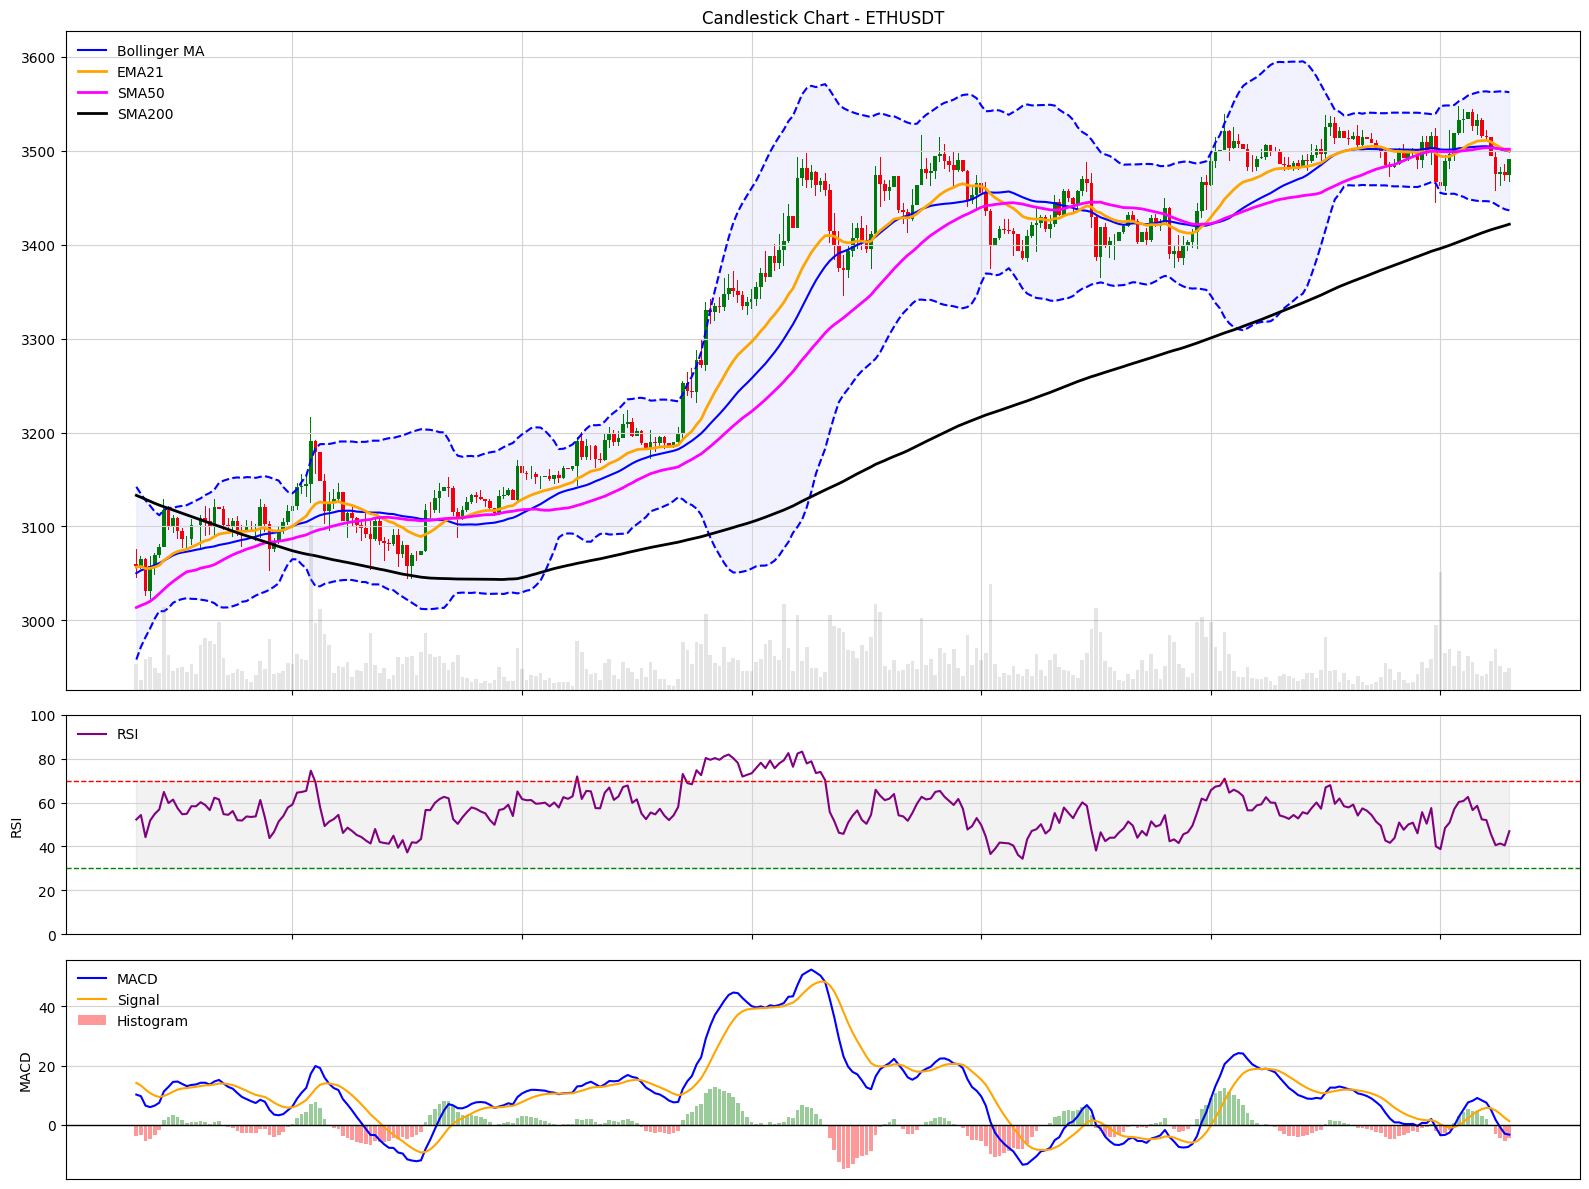 Candlestick Chart - ETHUSDT
Bollinger MA
EMA21
SMA50
SMA200
3600
3500
3400
3300
3200
3100
3000
RSI
100
80
60
40
20
0
RSI
MACD
Signal
Histogram
40
20
0
MACD